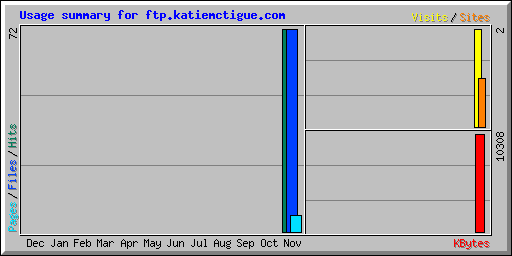 Usage summary for ftp.katiemctigue.com
Visits / Sites
72
2
Pages / Files / Hits
10308
Dec Jan Feb Mar Apr May Jun Jul Aug Sep Oct Nov
KBytes